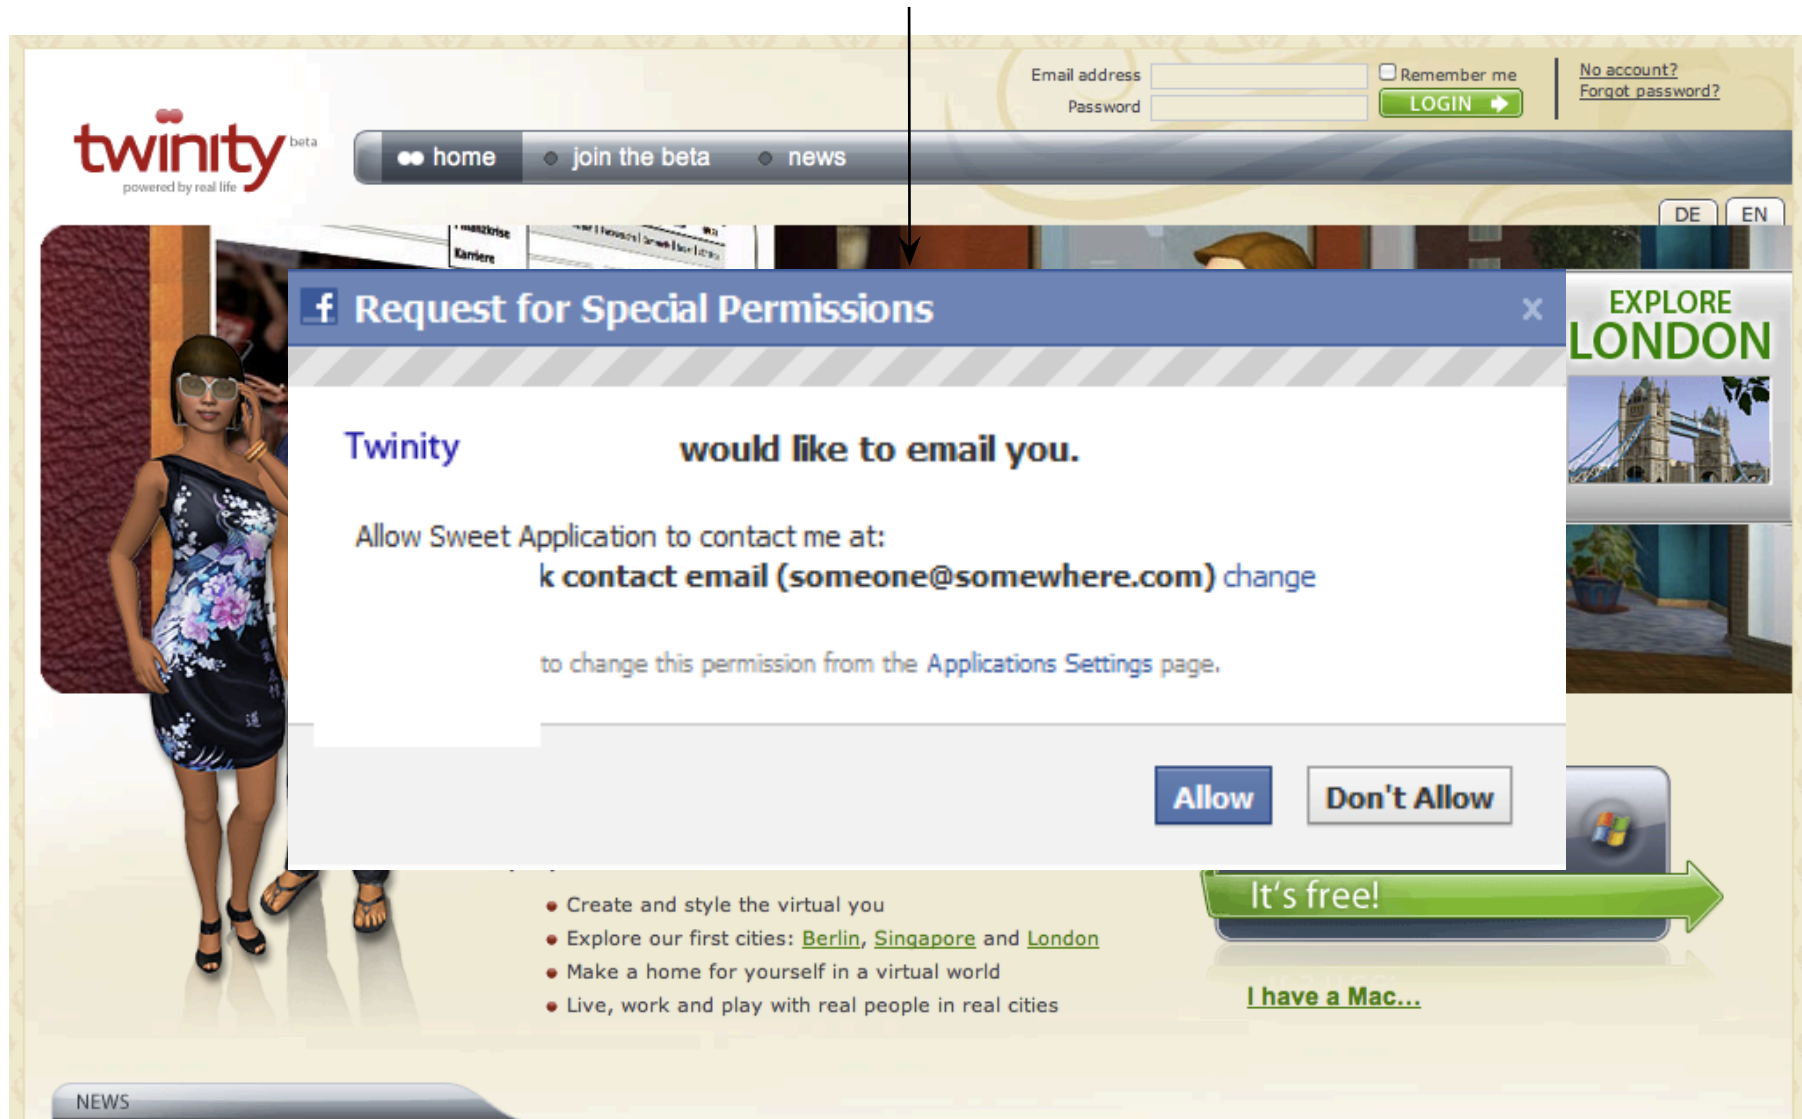 Email address
Remember me
No account?
Password
LOGIN
Forgot password?
twinity beta
powered by real life
home
join the beta
news
DE
EN
Finanzkrise
Karriere
EXPLORE
LONDON
f Request for Special Permissions x
Twinity would like to email you.
Allow Sweet Application to contact me at:
k contact email (someone@somewhere.com) change
to change this permission from the Applications Settings page.
Allow
Don't Allow
It's free!
Create and style the virtual you
Explore our first cities: Berlin, Singapore and London
Make a home for yourself in a virtual world
Live, work and play with real people in real cities
I have a Mac...
NEWS